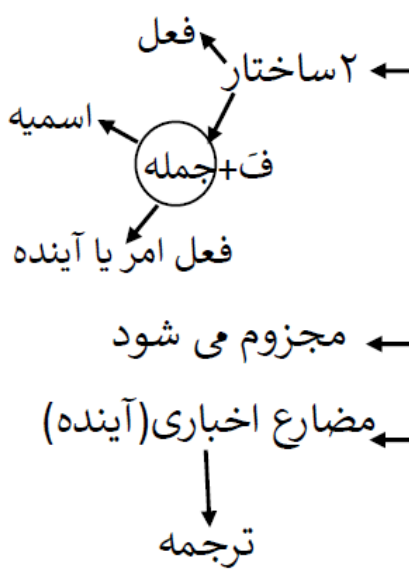 فعل
۲ساختار
اسمیه
فَ+جمله
فعل امر یا آینده
مجزوم می شود
مضارع اخباری(آینده)
ترجمه